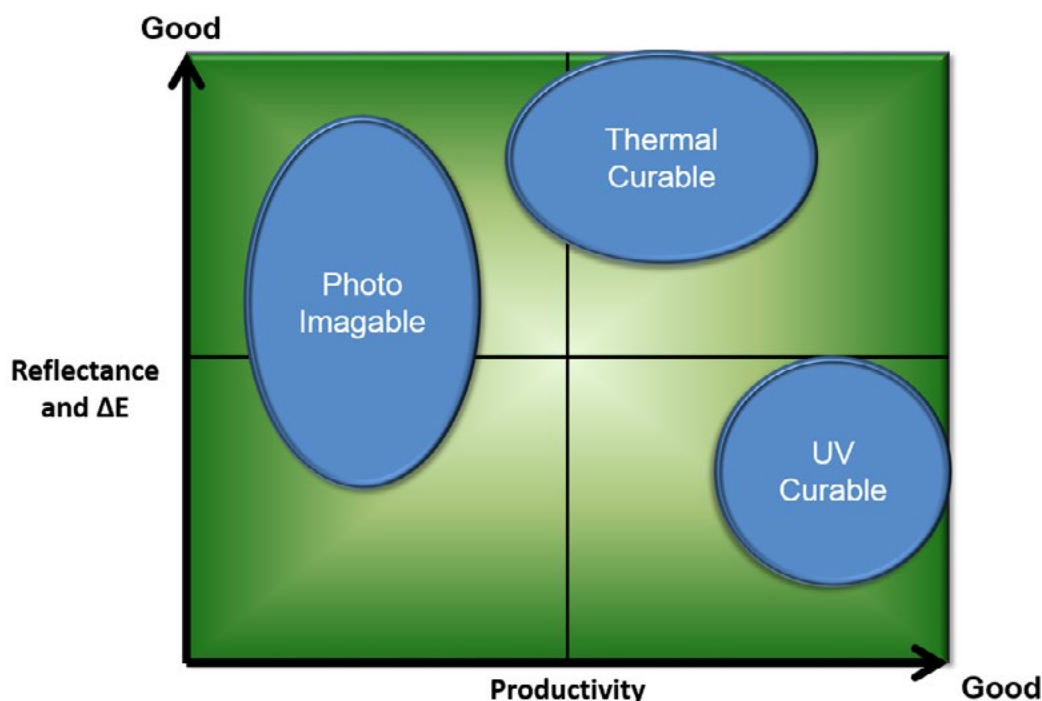 Good
Thermal
Curable
Photo
Imagable
Reflectance
and ΔE
UV
Curable
Productivity
Good